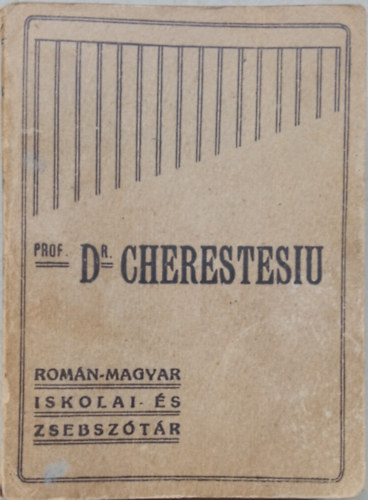 PROF. DR. CHERESTESIU
ROMÁN-MAGYAR
ISKOLAI- ÉS
ZSEBSZÓTÁR